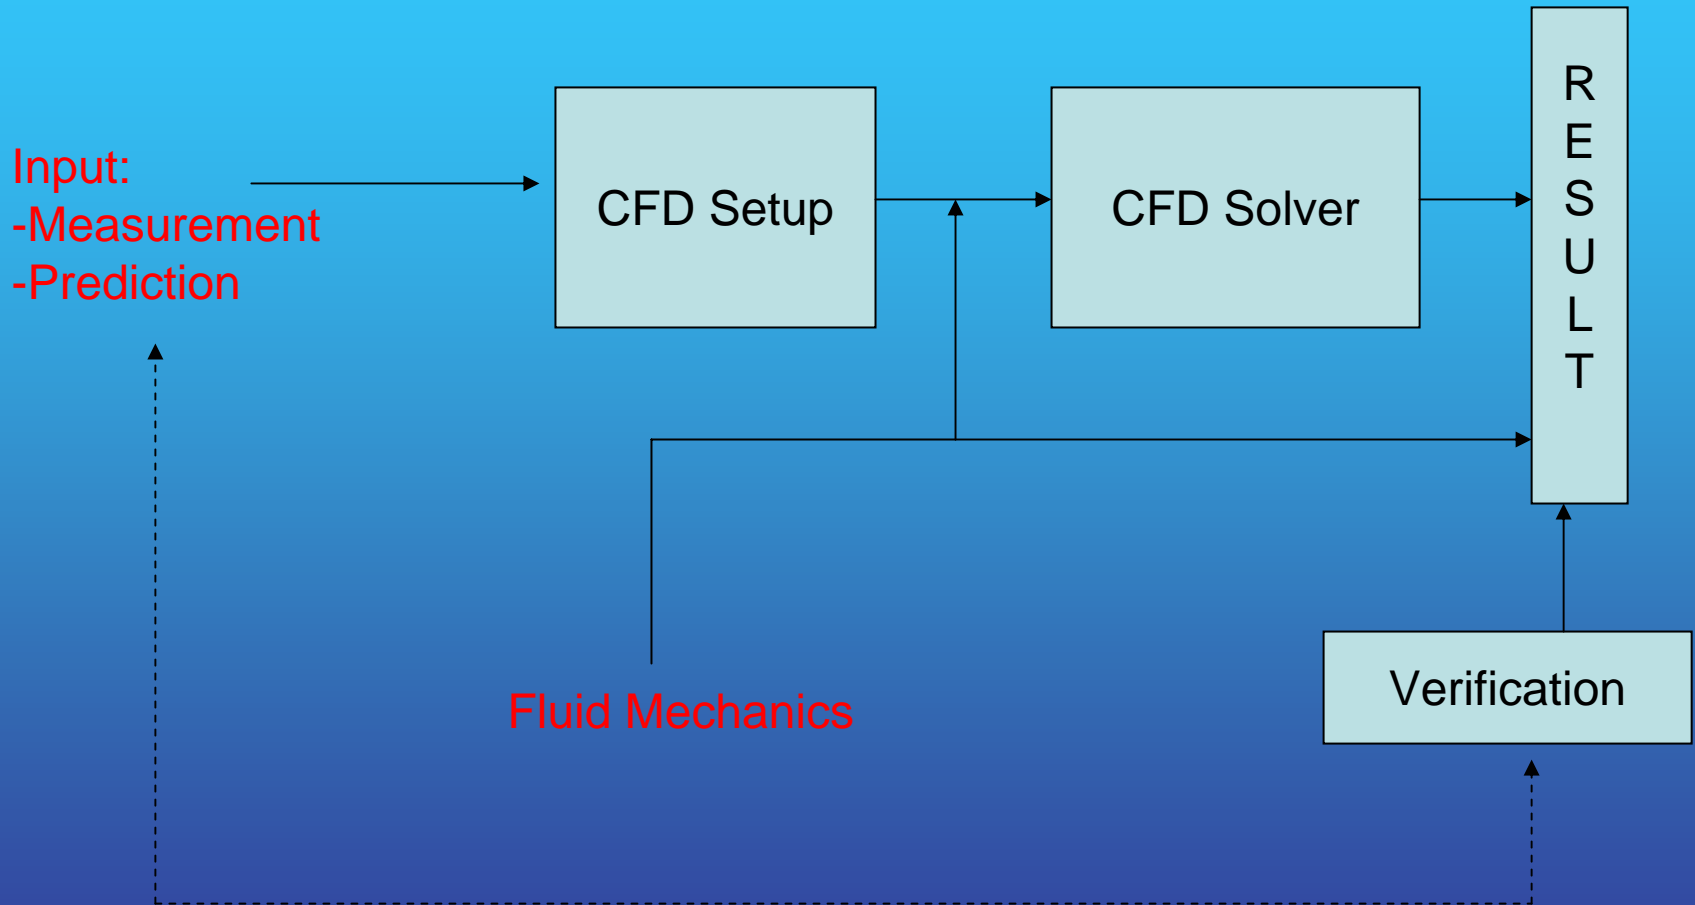 Input:
-Measurement
-Prediction
CFD Setup
CFD Solver
R
E
S
U
L
T
Fluid Mechanics
Verification